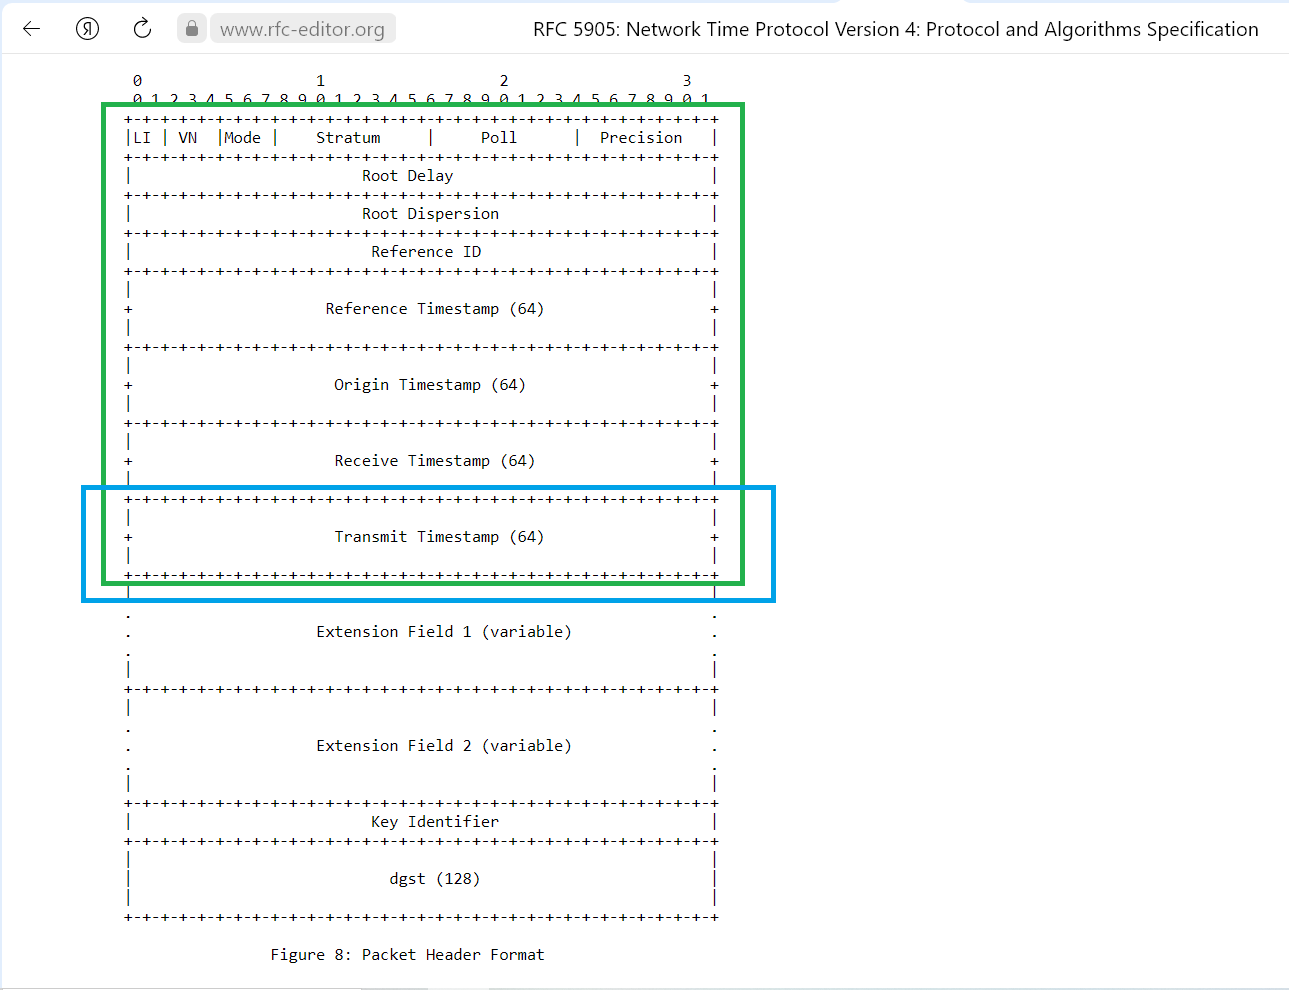 www.rfc-editor.org RFC 5905: Network Time Protocol Version 4: Protocol and Algorithms Specification
0 1 2 3
0 1 2 3 4 5 6 7 8 9 0 1 2 3 4 5 6 7 8 9 0 1 2 3 4 5 6 7 8 9 0 1
+-+-+-+-+-+-+-+-+-+-+-+-+-+-+-+-+-+-+-+-+-+-+-+-+-+-+-+-+-+-+-+-+
|LI | VN |Mode | Stratum | Poll | Precision |
+-+-+-+-+-+-+-+-+-+-+-+-+-+-+-+-+-+-+-+-+-+-+-+-+-+-+-+-+-+-+-+-+
| Root Delay |
+-+-+-+-+-+-+-+-+-+-+-+-+-+-+-+-+-+-+-+-+-+-+-+-+-+-+-+-+-+-+-+-+
| Root Dispersion |
+-+-+-+-+-+-+-+-+-+-+-+-+-+-+-+-+-+-+-+-+-+-+-+-+-+-+-+-+-+-+-+-+
| Reference ID |
+-+-+-+-+-+-+-+-+-+-+-+-+-+-+-+-+-+-+-+-+-+-+-+-+-+-+-+-+-+-+-+-+
| |
+ Reference Timestamp (64) +
| |
+-+-+-+-+-+-+-+-+-+-+-+-+-+-+-+-+-+-+-+-+-+-+-+-+-+-+-+-+-+-+-+-+
| |
+ Origin Timestamp (64) +
| |
+-+-+-+-+-+-+-+-+-+-+-+-+-+-+-+-+-+-+-+-+-+-+-+-+-+-+-+-+-+-+-+-+
| |
+ Receive Timestamp (64) +
| |
+-+-+-+-+-+-+-+-+-+-+-+-+-+-+-+-+-+-+-+-+-+-+-+-+-+-+-+-+-+-+-+-+
| |
+ Transmit Timestamp (64) +
| |
+-+-+-+-+-+-+-+-+-+-+-+-+-+-+-+-+-+-+-+-+-+-+-+-+-+-+-+-+-+-+-+-+
| |
. .
. Extension Field 1 (variable) .
. .
| |
+-+-+-+-+-+-+-+-+-+-+-+-+-+-+-+-+-+-+-+-+-+-+-+-+-+-+-+-+-+-+-+-+
| |
. .
. Extension Field 2 (variable) .
. .
| |
+-+-+-+-+-+-+-+-+-+-+-+-+-+-+-+-+-+-+-+-+-+-+-+-+-+-+-+-+-+-+-+-+
| Key Identifier |
+-+-+-+-+-+-+-+-+-+-+-+-+-+-+-+-+-+-+-+-+-+-+-+-+-+-+-+-+-+-+-+-+
| |
| dgst (128) |
| |
+-+-+-+-+-+-+-+-+-+-+-+-+-+-+-+-+-+-+-+-+-+-+-+-+-+-+-+-+-+-+-+-+
Figure 8: Packet Header Format